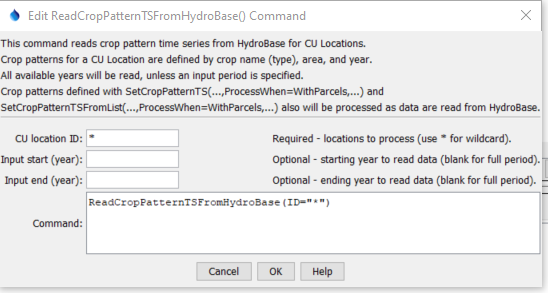 Edit ReadCropPatternTSFromHydroBase() Command
This command reads crop pattern time series from HydroBase for CU Locations.
Crop patterns for a CU Location are defined by crop name (type), area, and year.
All available years will be read, unless an input period is specified.
Crop patterns defined with SetCropPatternTS(...,ProcessWhen=WithParcels,...) and
SetCropPatternTSFromList(...,ProcessWhen=WithParcels,...) also will be processed as data are read from HydroBase.
CU location ID: * Required - locations to process (use * for wildcard).
Input start (year): Optional - starting year to read data (blank for full period).
Input end (year): Optional - ending year to read data (blank for full period).
Command: ReadCropPatternTSFromHydroBase(ID="*")
Cancel OK Help